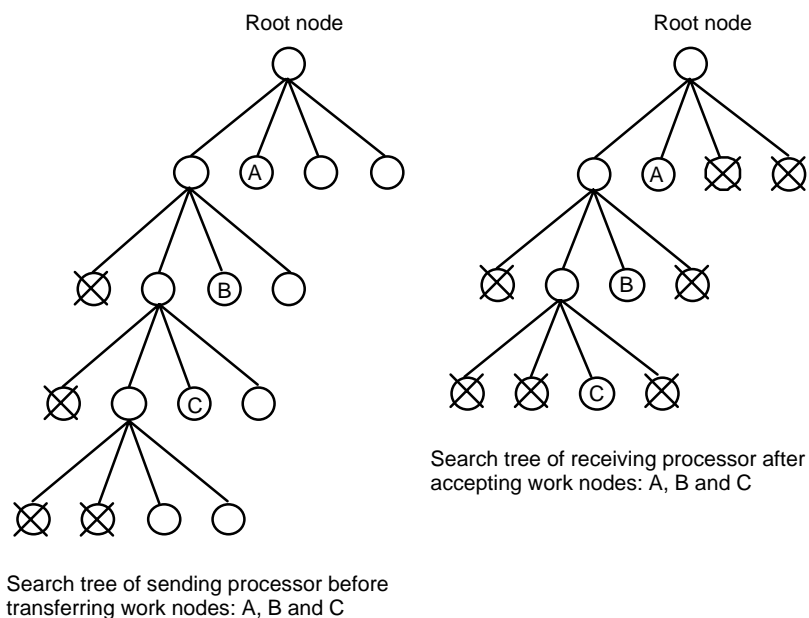 Root node
A
B
C
Search tree of sending processor before
transferring work nodes: A, B and C
Root node
A
B
C
Search tree of receiving processor after
accepting work nodes: A, B and C